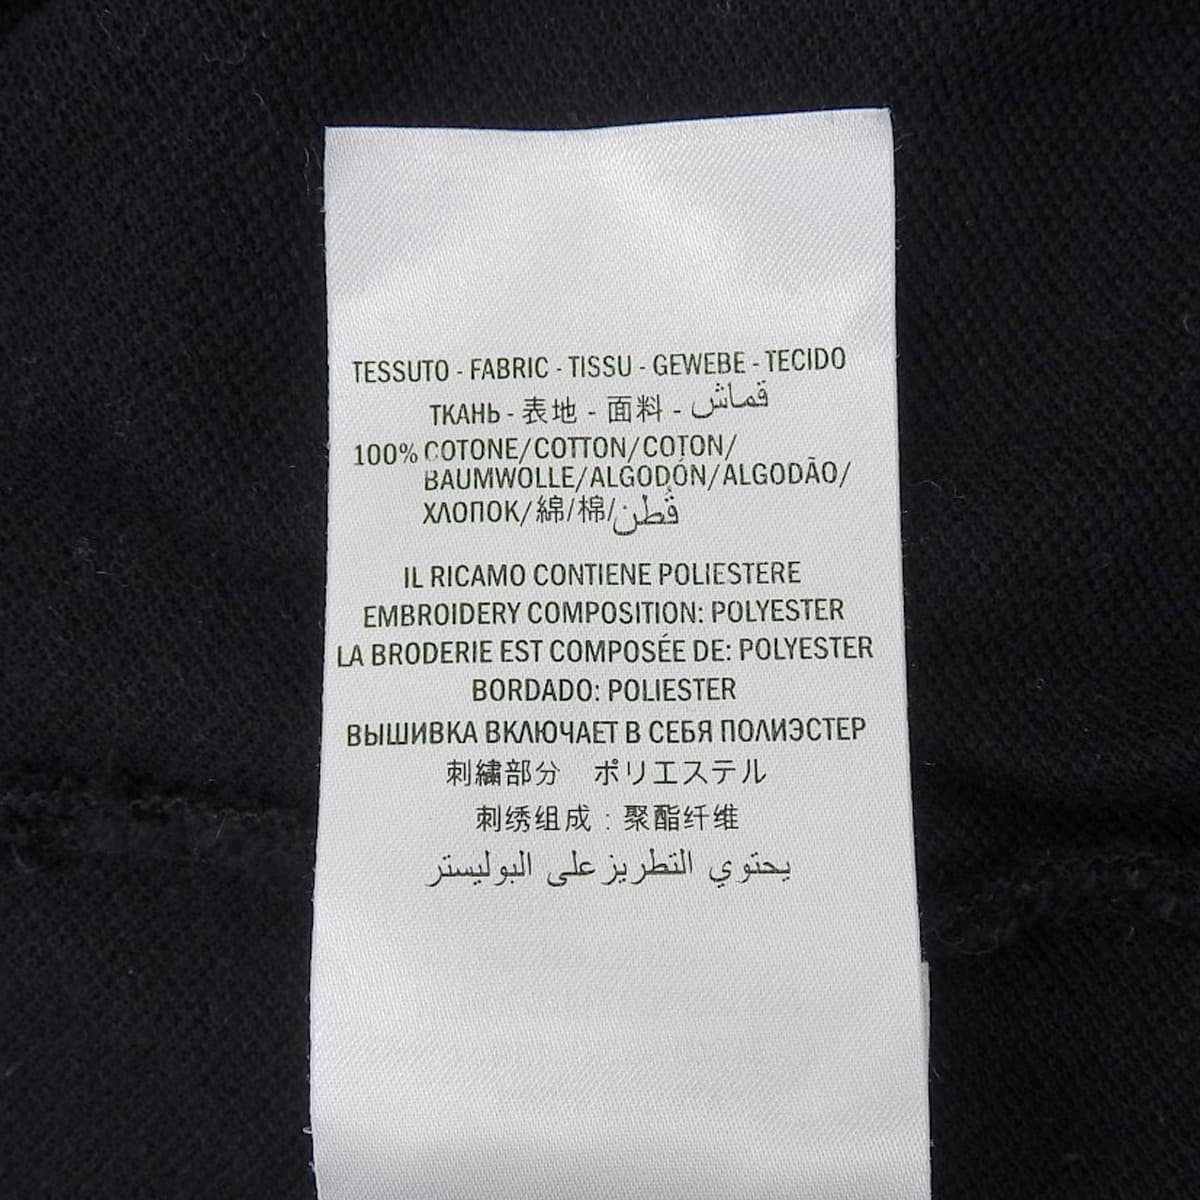 TESSUTO - FABRIC - TISSU - GEWEBE - TECIDO
ТКАНЬ - 表地 - 面料 - قماش
100% COTONE/COTTON/COTON/
BAUMWOLLE/ALGODÓN/ALGODÃO/
ХЛОПОК/綿/棉/قُطن
IL RICAMO CONTIENE POLIESTERE
EMBROIDERY COMPOSITION: POLYESTER
LA BRODERIE EST COMPOSÉE DE: POLYESTER
BORDADO: POLIESTER
ВЫШИВКА ВКЛЮЧАЕТ В СЕБЯ ПОЛИЭСТЕР
刺繍部分　ポリエステル
刺绣组成 : 聚酯纤维
يحتوي التطريز على البوليستر